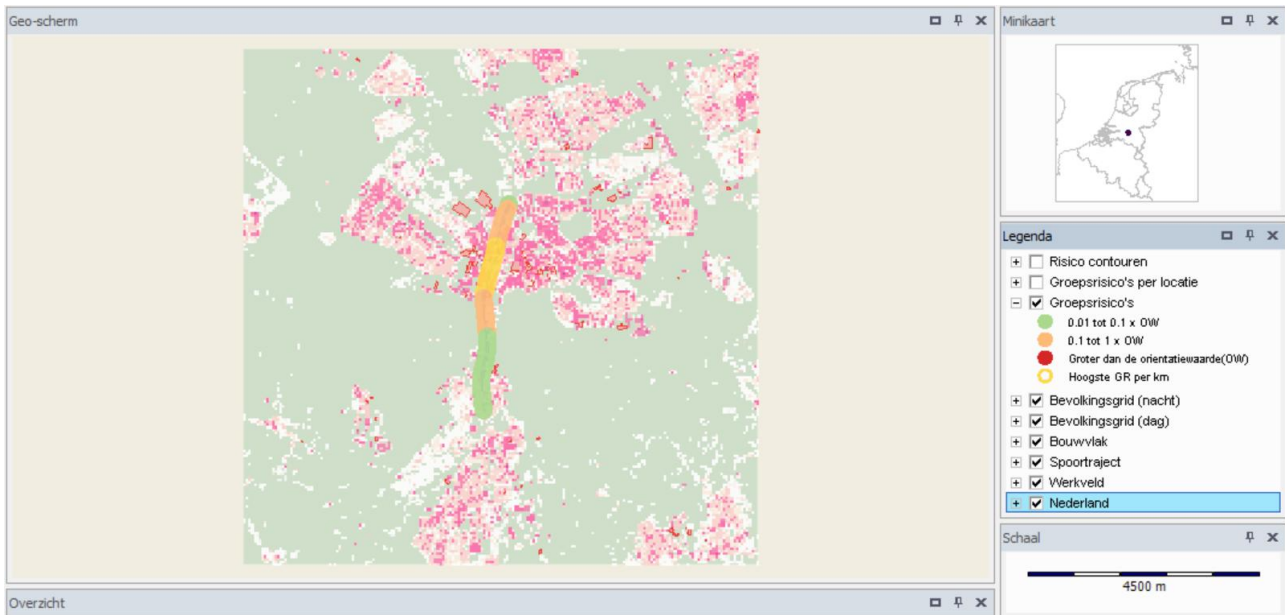 Geo-scherm
Minikaart
Legenda
Risico contouren
Groepsrisico's per locatie
Groepsrisico's
0.01 tot 0.1 x OW
0.1 tot 1 x OW
Groter dan de orientatiewaarde(OW)
Hoogste GR per km
Bevolkingsgrid (nacht)
Bevolkingsgrid (dag)
Bouwvlak
Spoortraject
Werkveld
Nederland
Schaal
4500 m
Overzicht